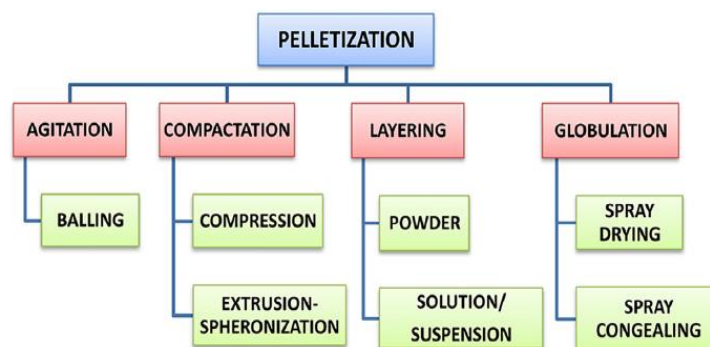 PELLETIZATION
AGITATION
COMPACTATION
LAYERING
GLOBULATION
BALLING
COMPRESSION
POWDER
SPRAY
DRYING
EXTRUSION-
SPHERONIZATION
SOLUTION/
SUSPENSION
SPRAY
CONGEALING